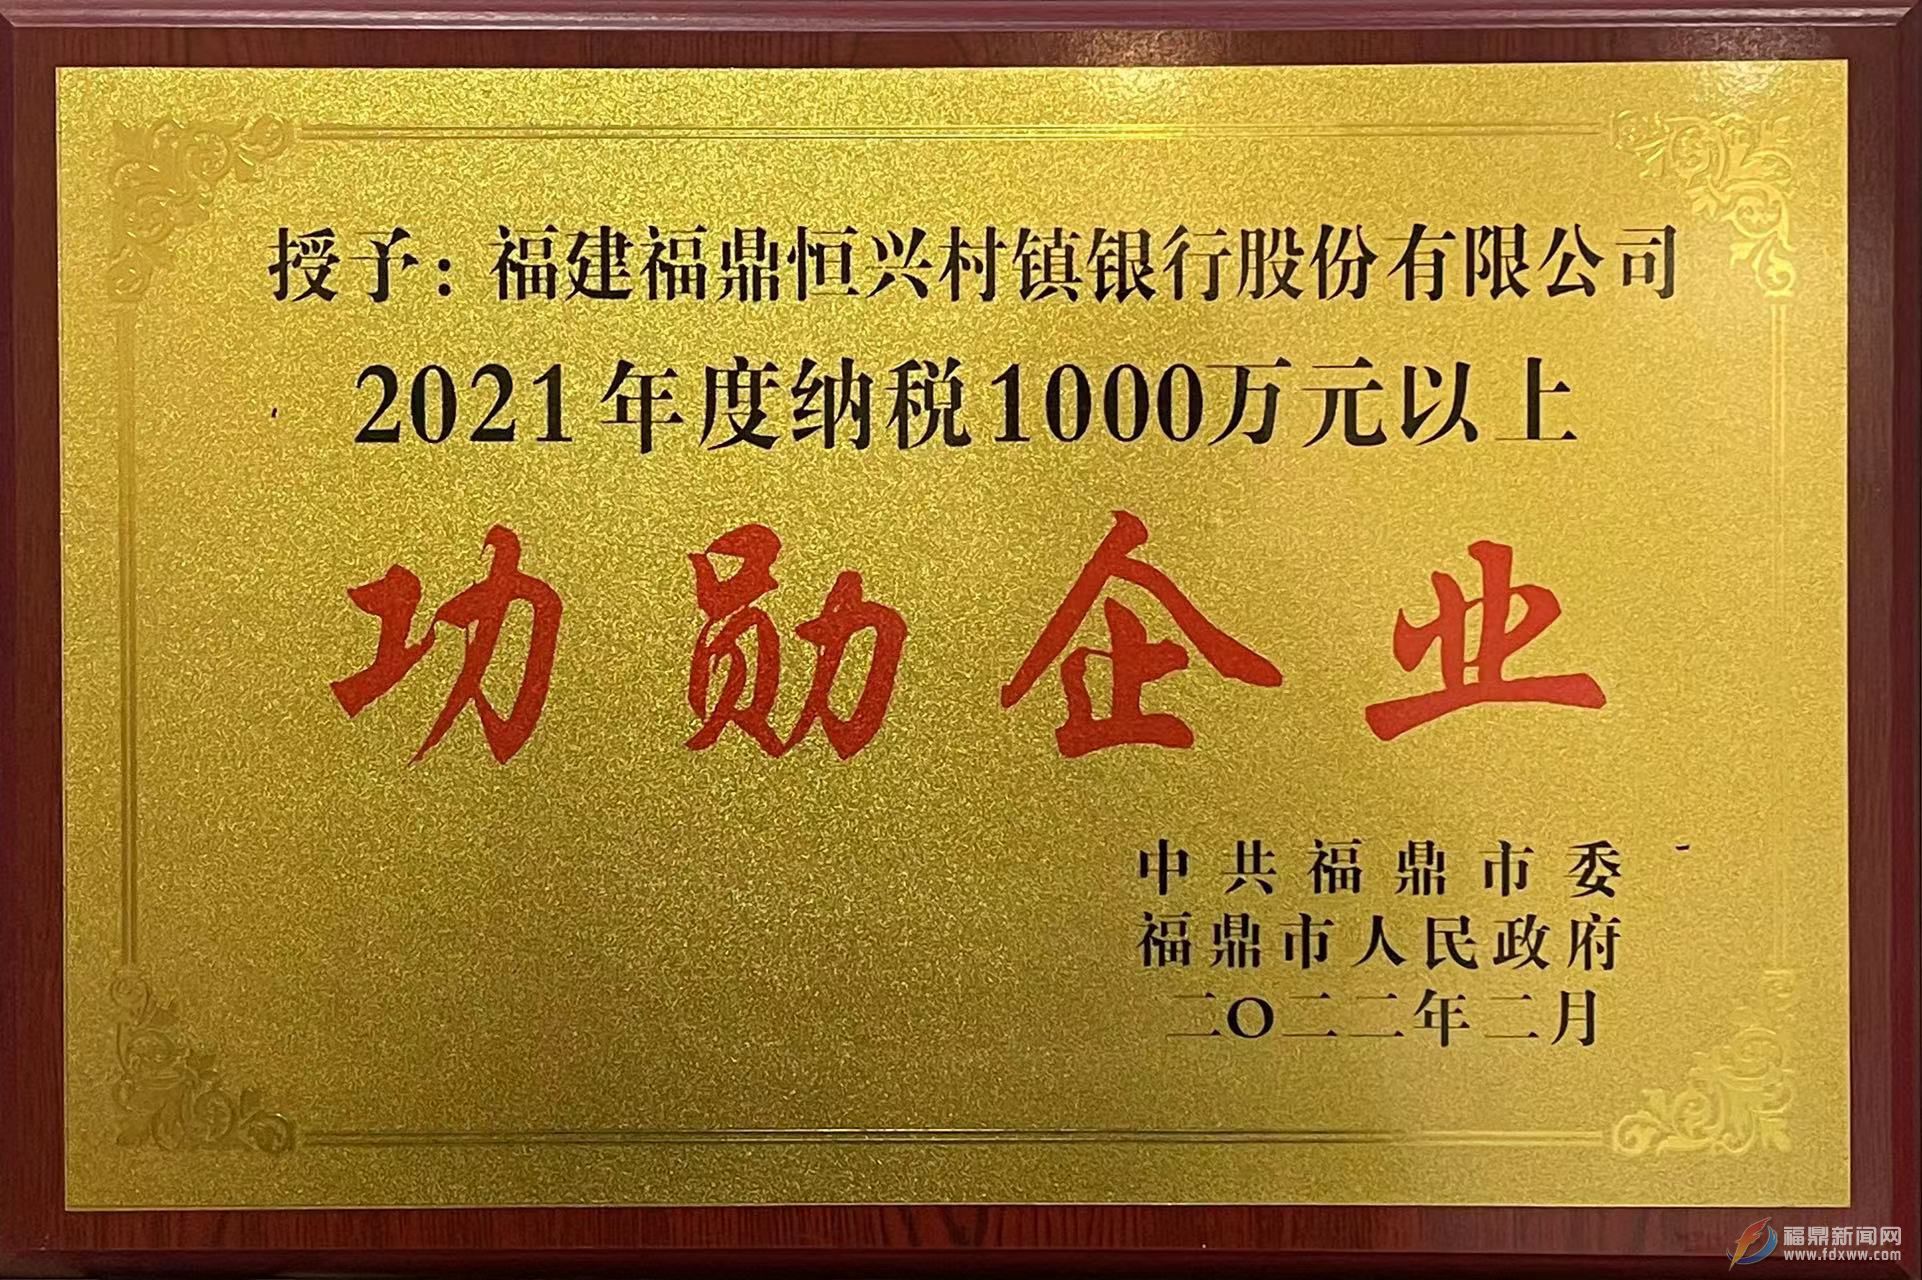 授予：福建福鼎恒兴村镇银行股份有限公司
2021年度纳税1000万元以上
功勋企业
中共福鼎市委
福鼎市人民政府
二〇二二年二月
福鼎新闻网
www.fdxww.com